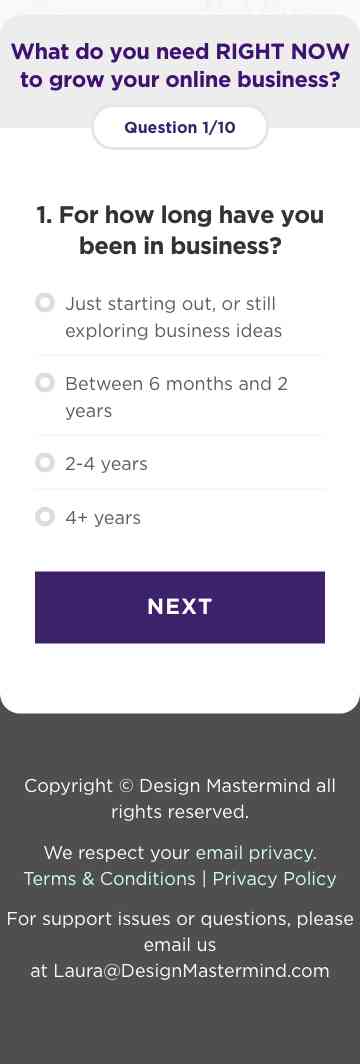 What do you need RIGHT NOW
to grow your online business?
Question 1/10
1. For how long have you
been in business?
Just starting out, or still
exploring business ideas
Between 6 months and 2
years
2-4 years
4+ years
NEXT
Copyright © Design Mastermind all
rights reserved.
We respect your email privacy.
Terms & Conditions | Privacy Policy
For support issues or questions, please
email us
at Laura@DesignMastermind.com